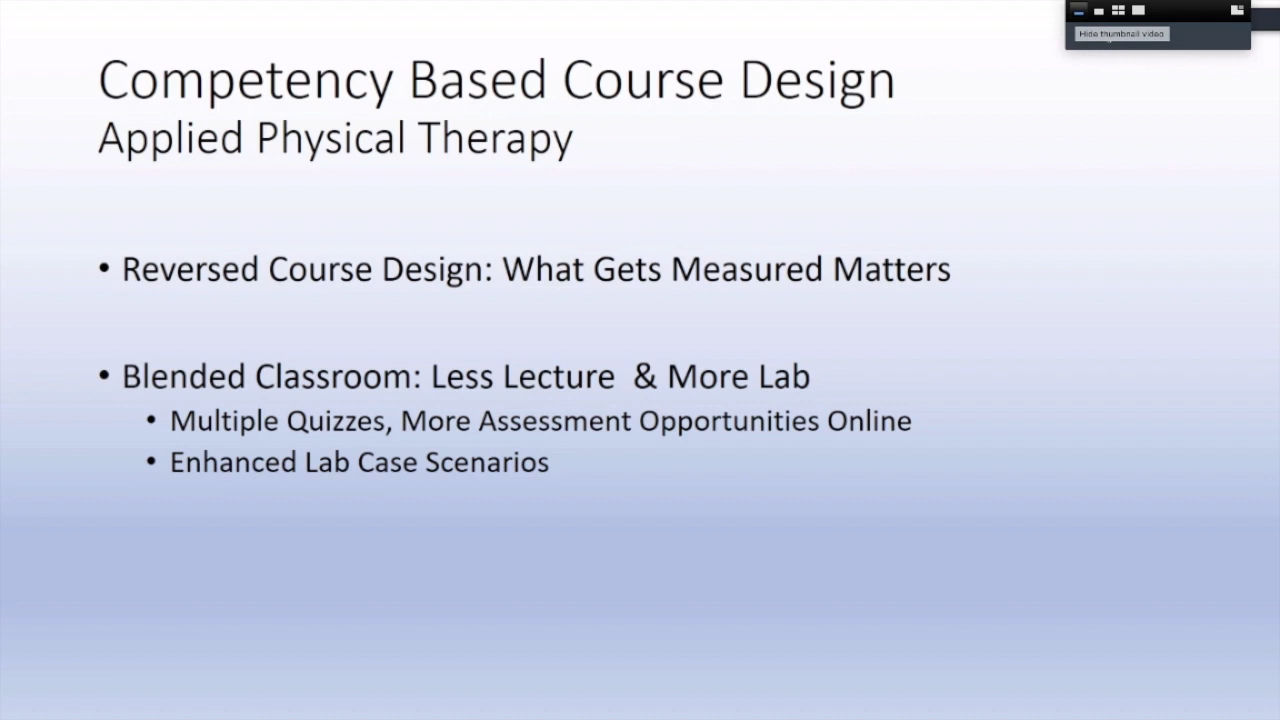 Hide thumbnail video
Competency Based Course Design
Applied Physical Therapy
• Reversed Course Design: What Gets Measured Matters
• Blended Classroom: Less Lecture & More Lab
• Multiple Quizzes, More Assessment Opportunities Online
• Enhanced Lab Case Scenarios